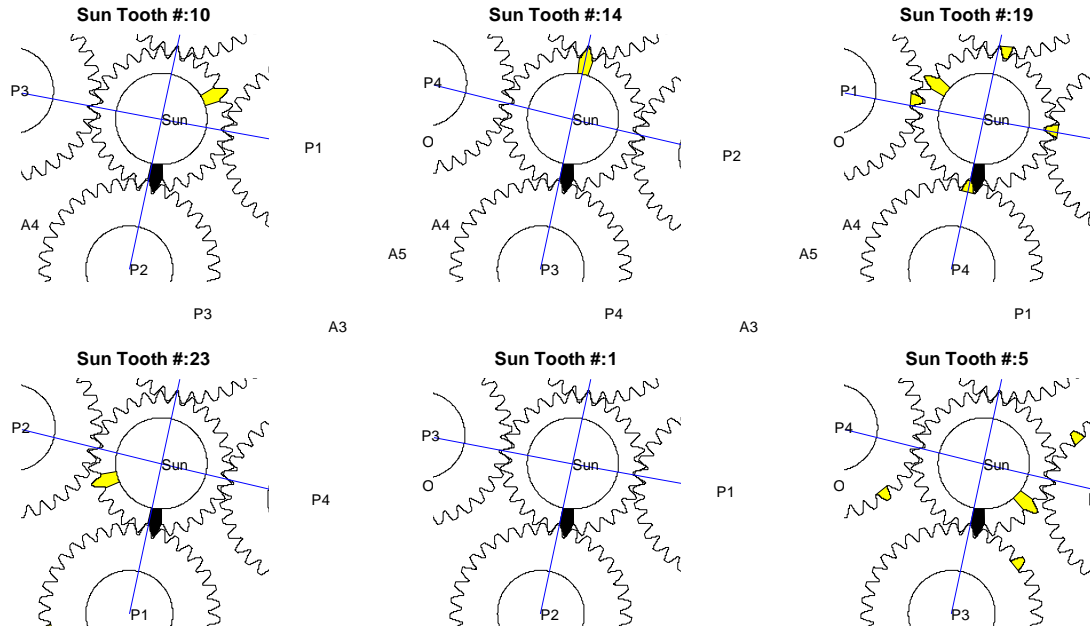 Sun Tooth #:10
Sun Tooth #:14
Sun Tooth #:19
P3
Sun
P1
A4
P2
P4
Sun
P2
O
A4
A5
P3
P1
Sun
O
A4
A5
P4
P3
A3
P4
A3
P1
Sun Tooth #:23
Sun Tooth #:1
Sun Tooth #:5
P2
Sun
P4
P1
P3
Sun
P1
O
P2
P4
Sun
O
P3